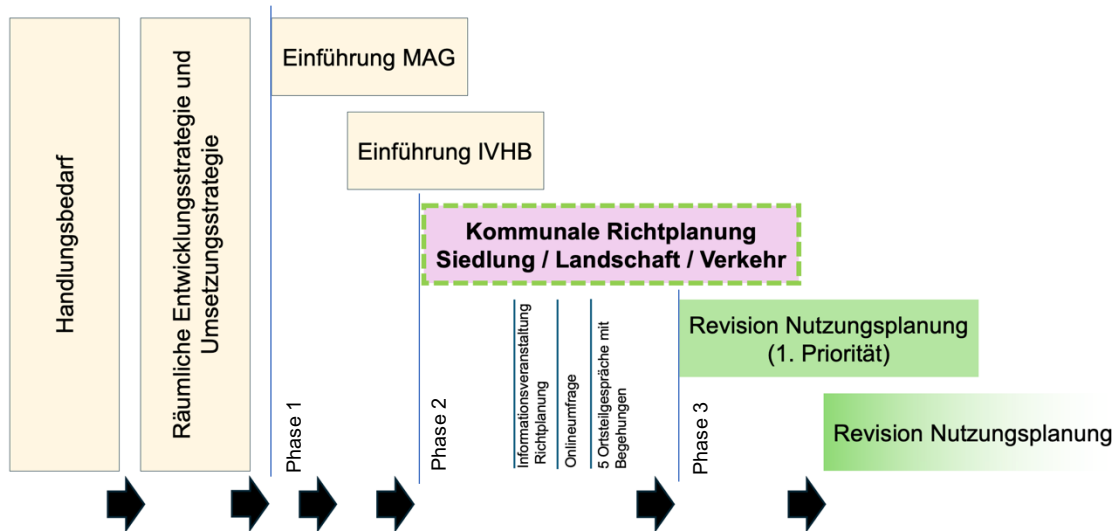 Handlungsbedarf
Räumliche Entwicklungsstrategie und
Umsetzungsstrategie
Einführung MAG
Einführung IVHB
Kommunale Richtplanung
Siedlung / Landschaft / Verkehr
Revision Nutzungsplanung
(1. Priorität)
Revision Nutzungsplanung
Phase 1
Phase 2
Informationsveranstaltung
Richtplanung
Onlineumfrage
5 Ortsteilgespräche mit
Begehungen
Phase 3